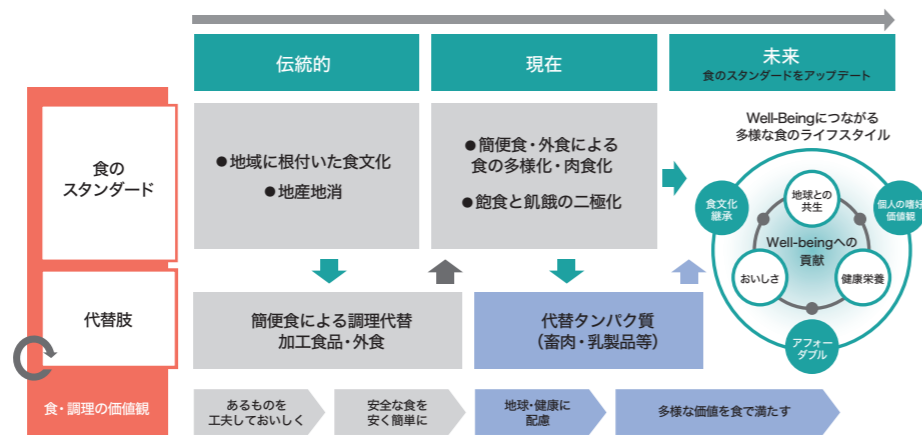 伝統的
現在
未来
食のスタンダードをアップデート
食の
スタンダード
●地域に根付いた食文化
●地産地消
●簡便食・外食による
食の多様化・肉食化
●飽食と飢餓の二極化
Well-Beingにつながる
多様な食のライフスタイル
食文化
継承
地球との
共生
個人の嗜好
価値観
Well-beingへの
貢献
おいしさ
健康栄養
アフォー
ダブル
代替肢
簡便食による調理代替
加工食品・外食
代替タンパク質
（畜肉・乳製品等）
食・調理の価値観
あるものを
工夫しておいしく
安全な食を
安く簡単に
地球・健康に
配慮
多様な価値を食で満たす